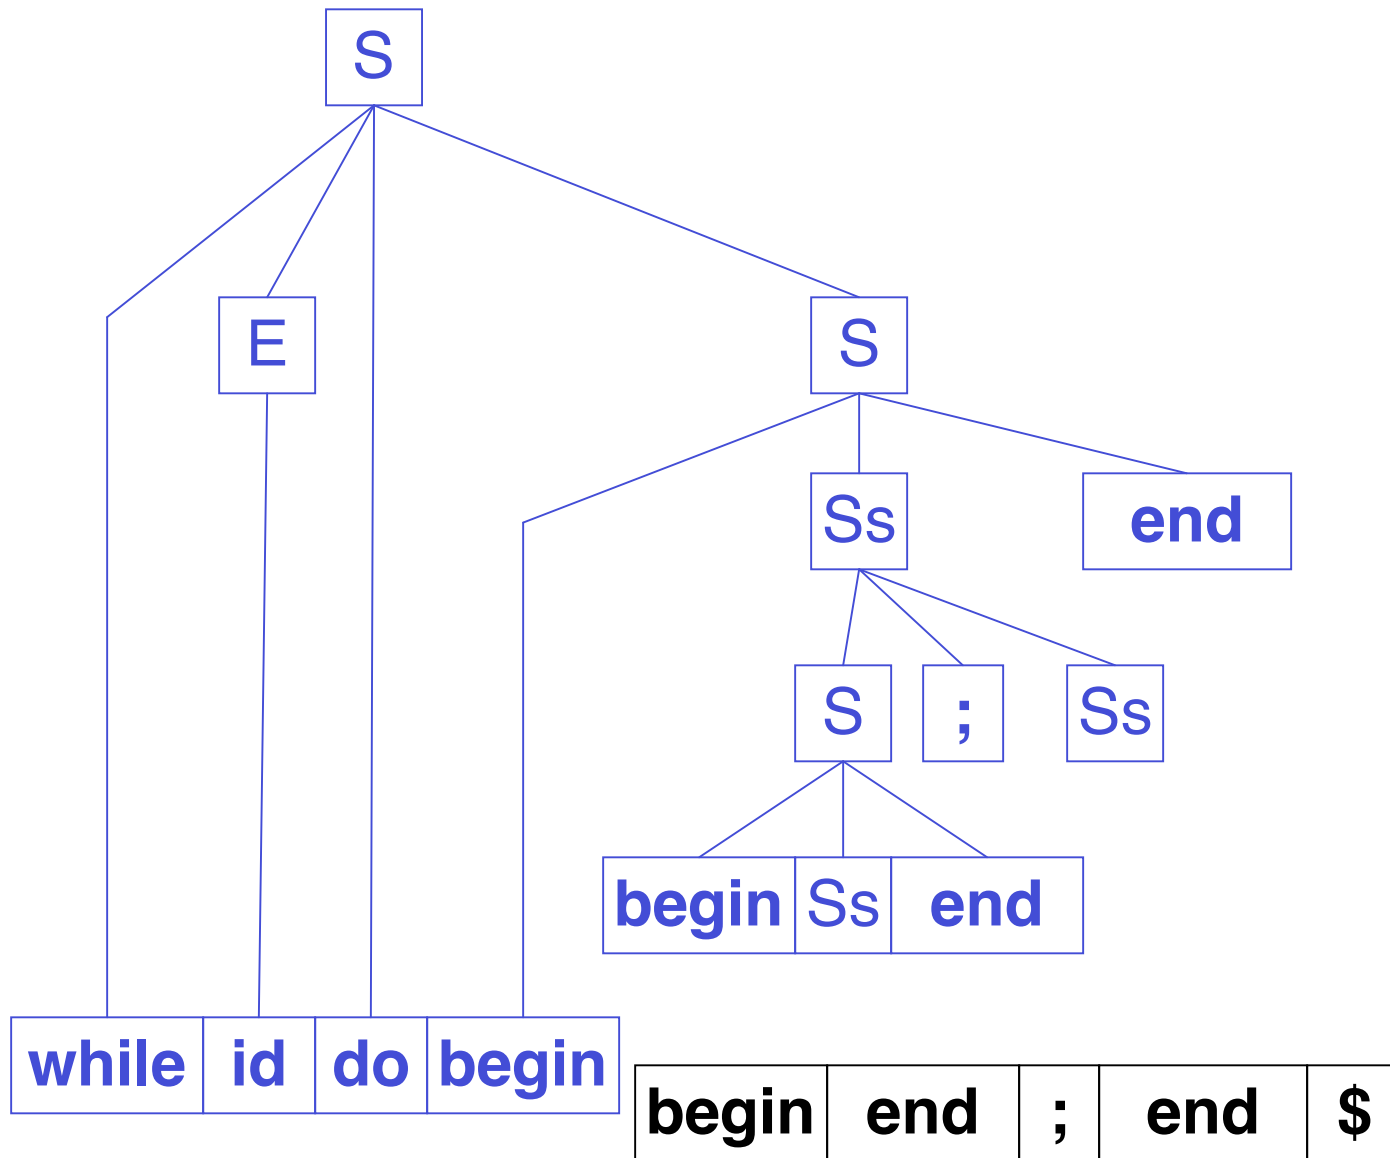 S
E S
Ss end
S ; Ss
begin Ss end
while id do begin
begin end ; end $